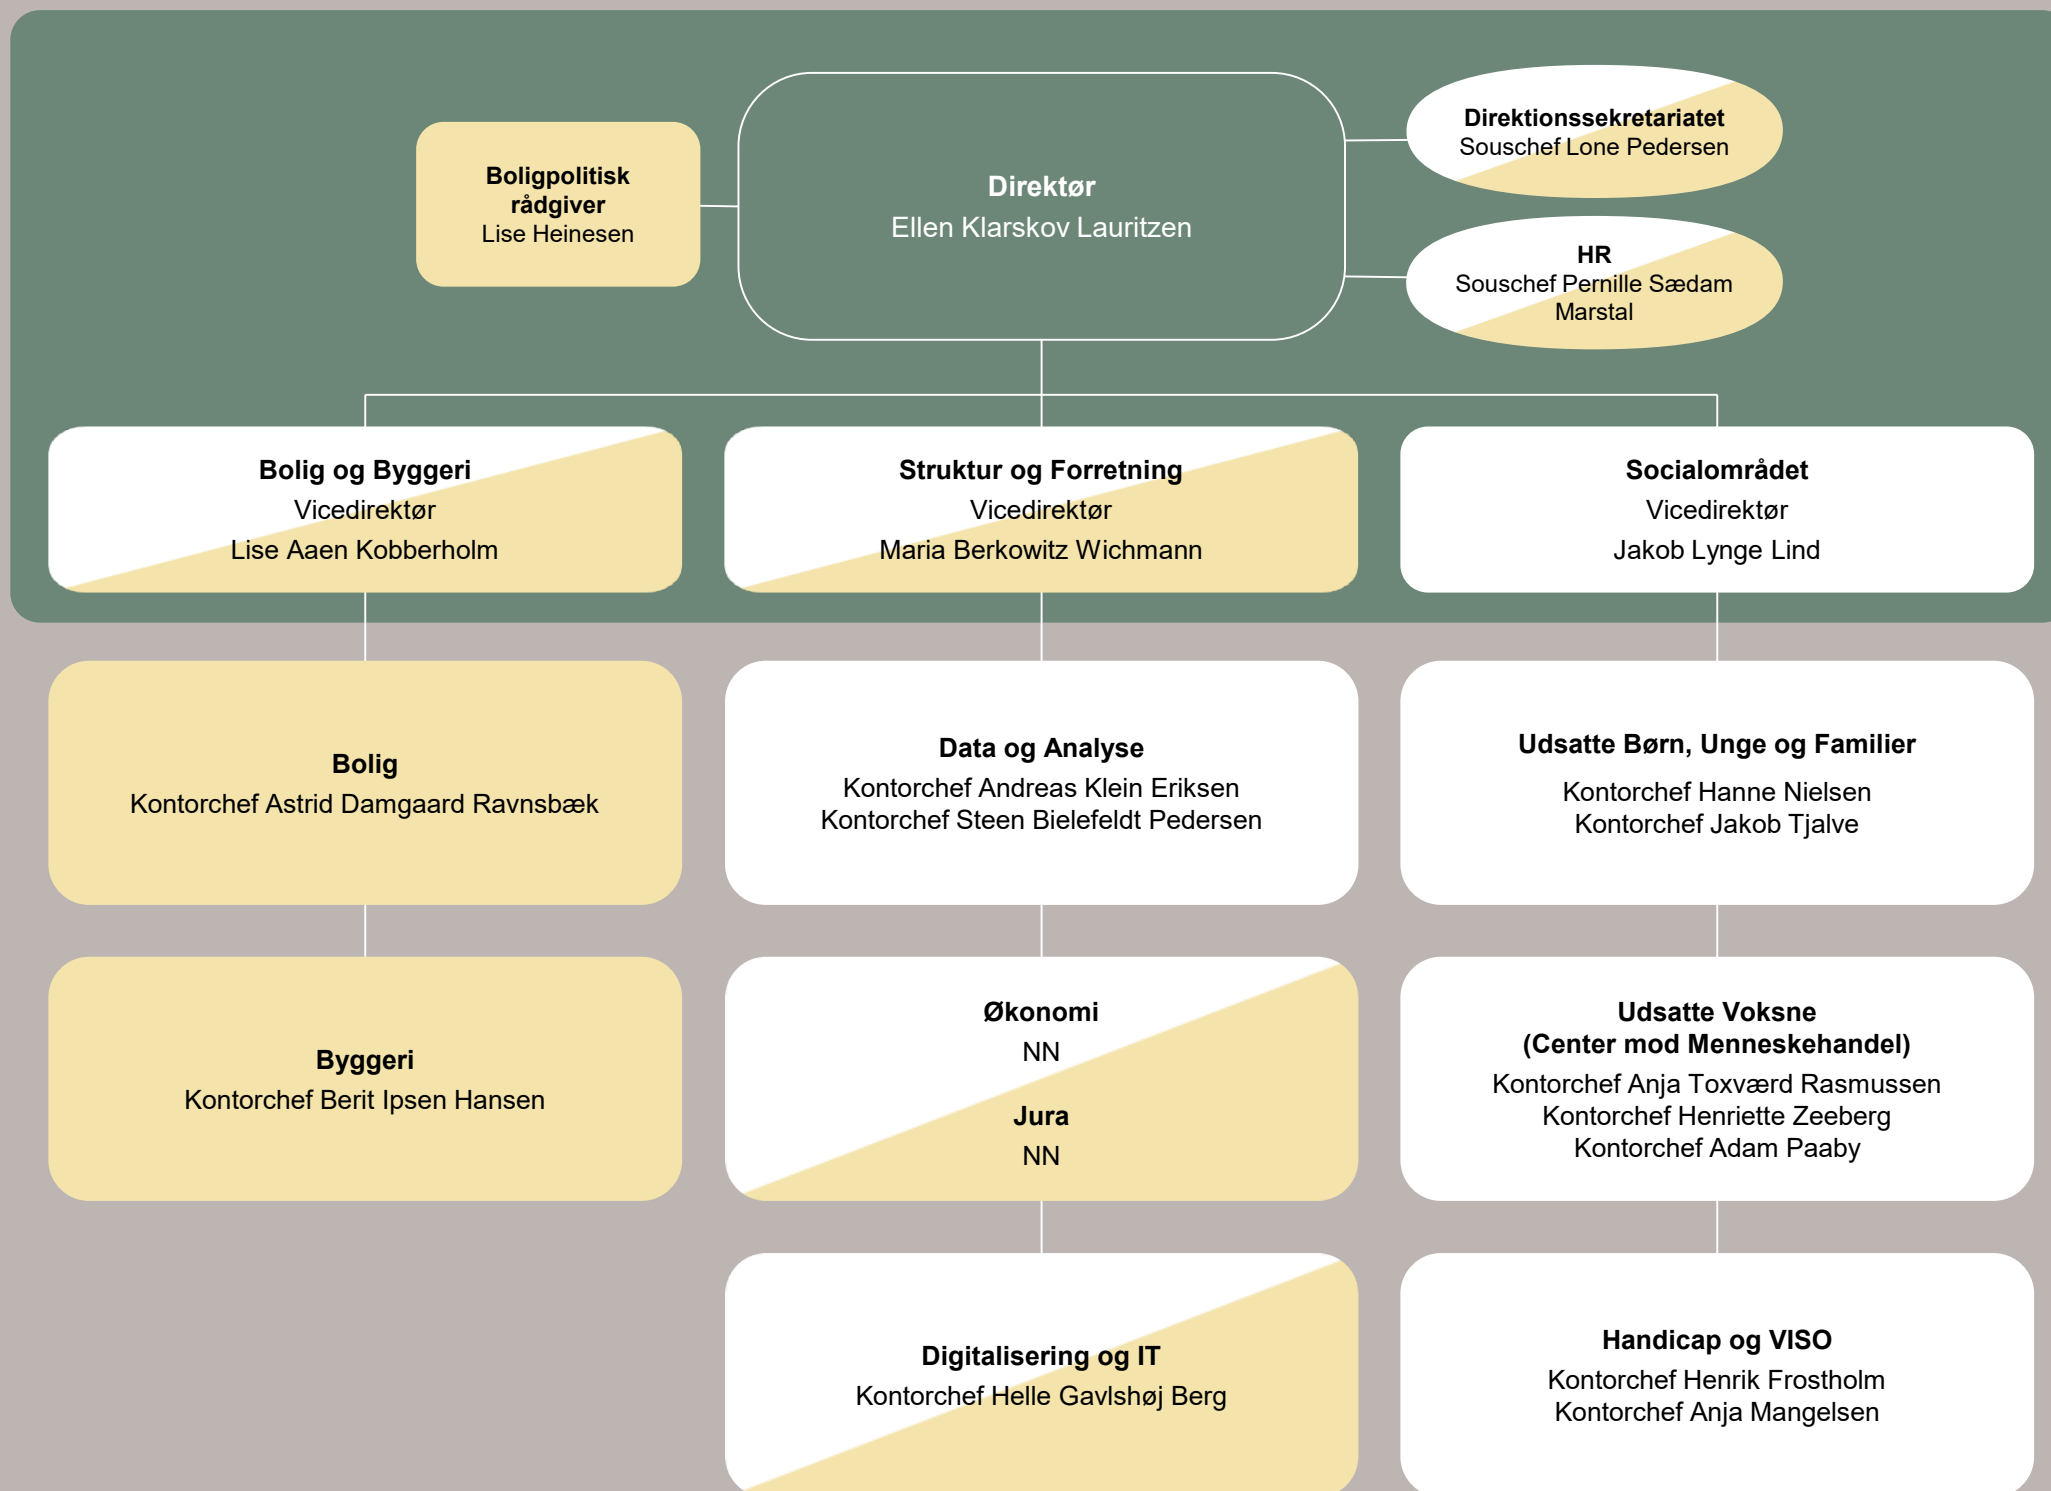 Boligpolitisk
rådgiver
Lise Heinesen
Direktør
Ellen Klarskov Lauritzen
Direktionssekretariatet
Souschef Lone Pedersen
HR
Souschef Pernille Sædam
Marstal
Bolig og Byggeri
Vicedirektør
Lise Aaen Kobberholm
Struktur og Forretning
Vicedirektør
Maria Berkowitz Wichmann
Socialområdet
Vicedirektør
Jakob Lynge Lind
Bolig
Kontorchef Astrid Damgaard Ravnsbæk
Data og Analyse
Kontorchef Andreas Klein Eriksen
Kontorchef Steen Bielefeldt Pedersen
Udsatte Børn, Unge og Familier
Kontorchef Hanne Nielsen
Kontorchef Jakob Tjalve
Byggeri
Kontorchef Berit Ipsen Hansen
Økonomi
NN
Jura
NN
Udsatte Voksne
(Center mod Menneskehandel)
Kontorchef Anja Toxværd Rasmussen
Kontorchef Henriette Zeeberg
Kontorchef Adam Paaby
Digitalisering og IT
Kontorchef Helle Gavlshøj Berg
Handicap og VISO
Kontorchef Henrik Frostholm
Kontorchef Anja Mangelsen